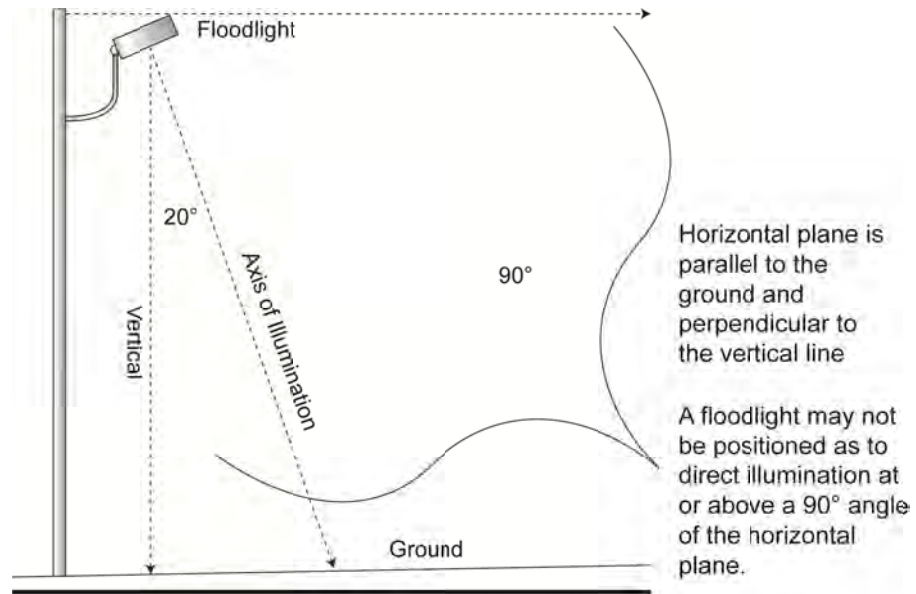 Floodlight
20°
90°
Vertical
Axis of Illumination
Ground
Horizontal plane is
parallel to the
ground and
perpendicular to
the vertical line
A floodlight may not
be positioned as to
direct illumination at
or above a 90° angle
of the horizontal
plane.